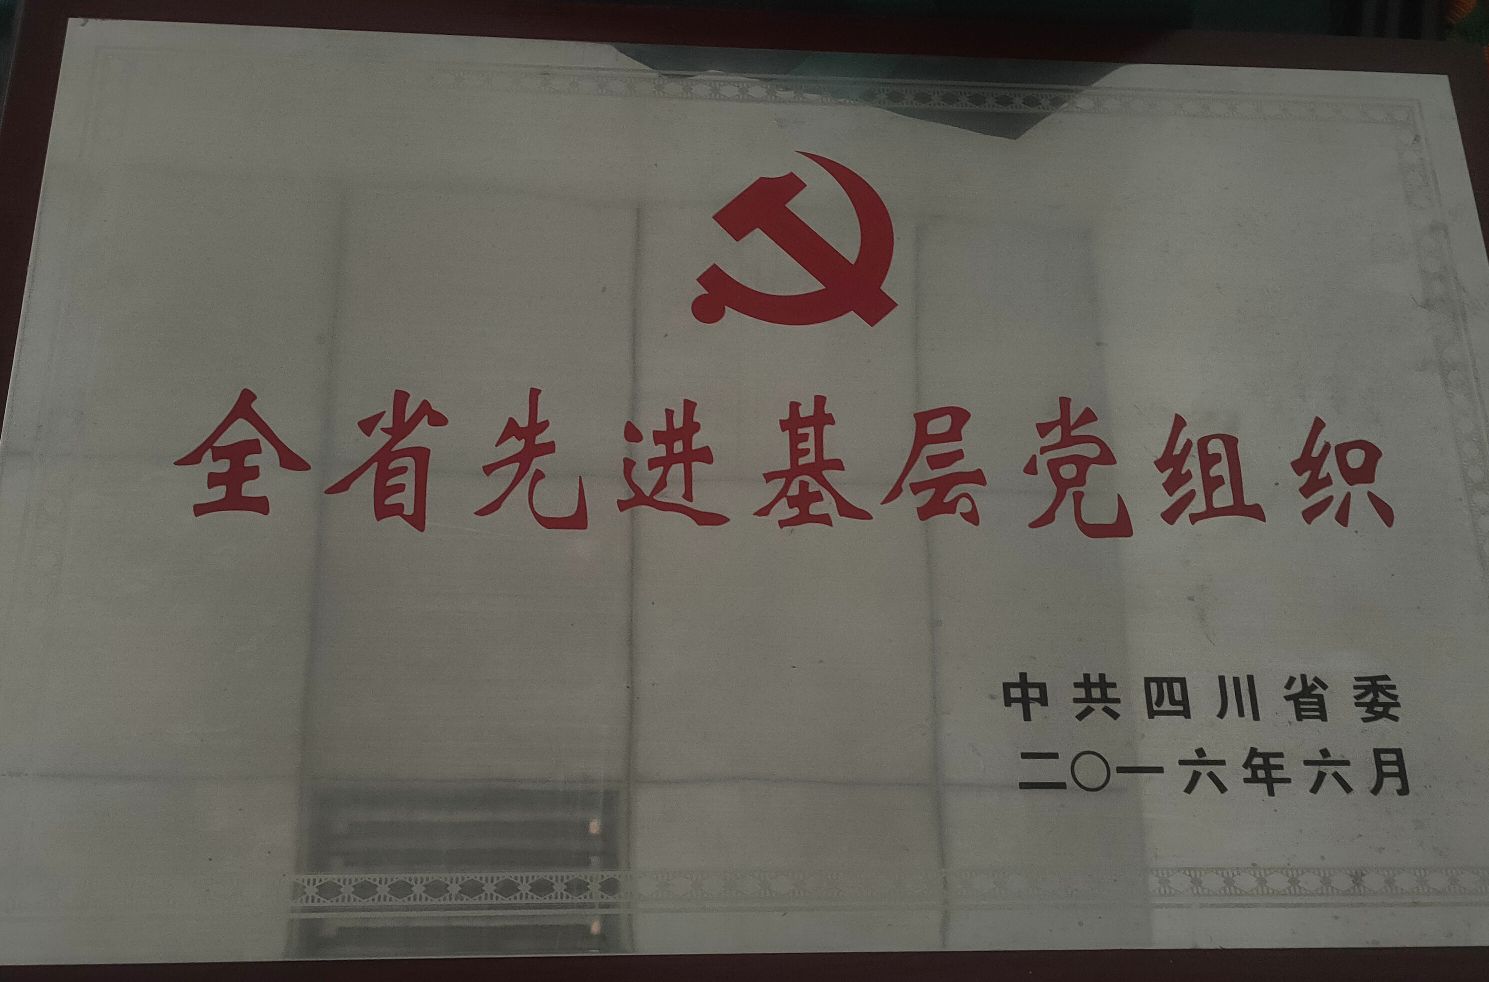 全省先进基层党组织
中共四川省委
二〇一六年六月